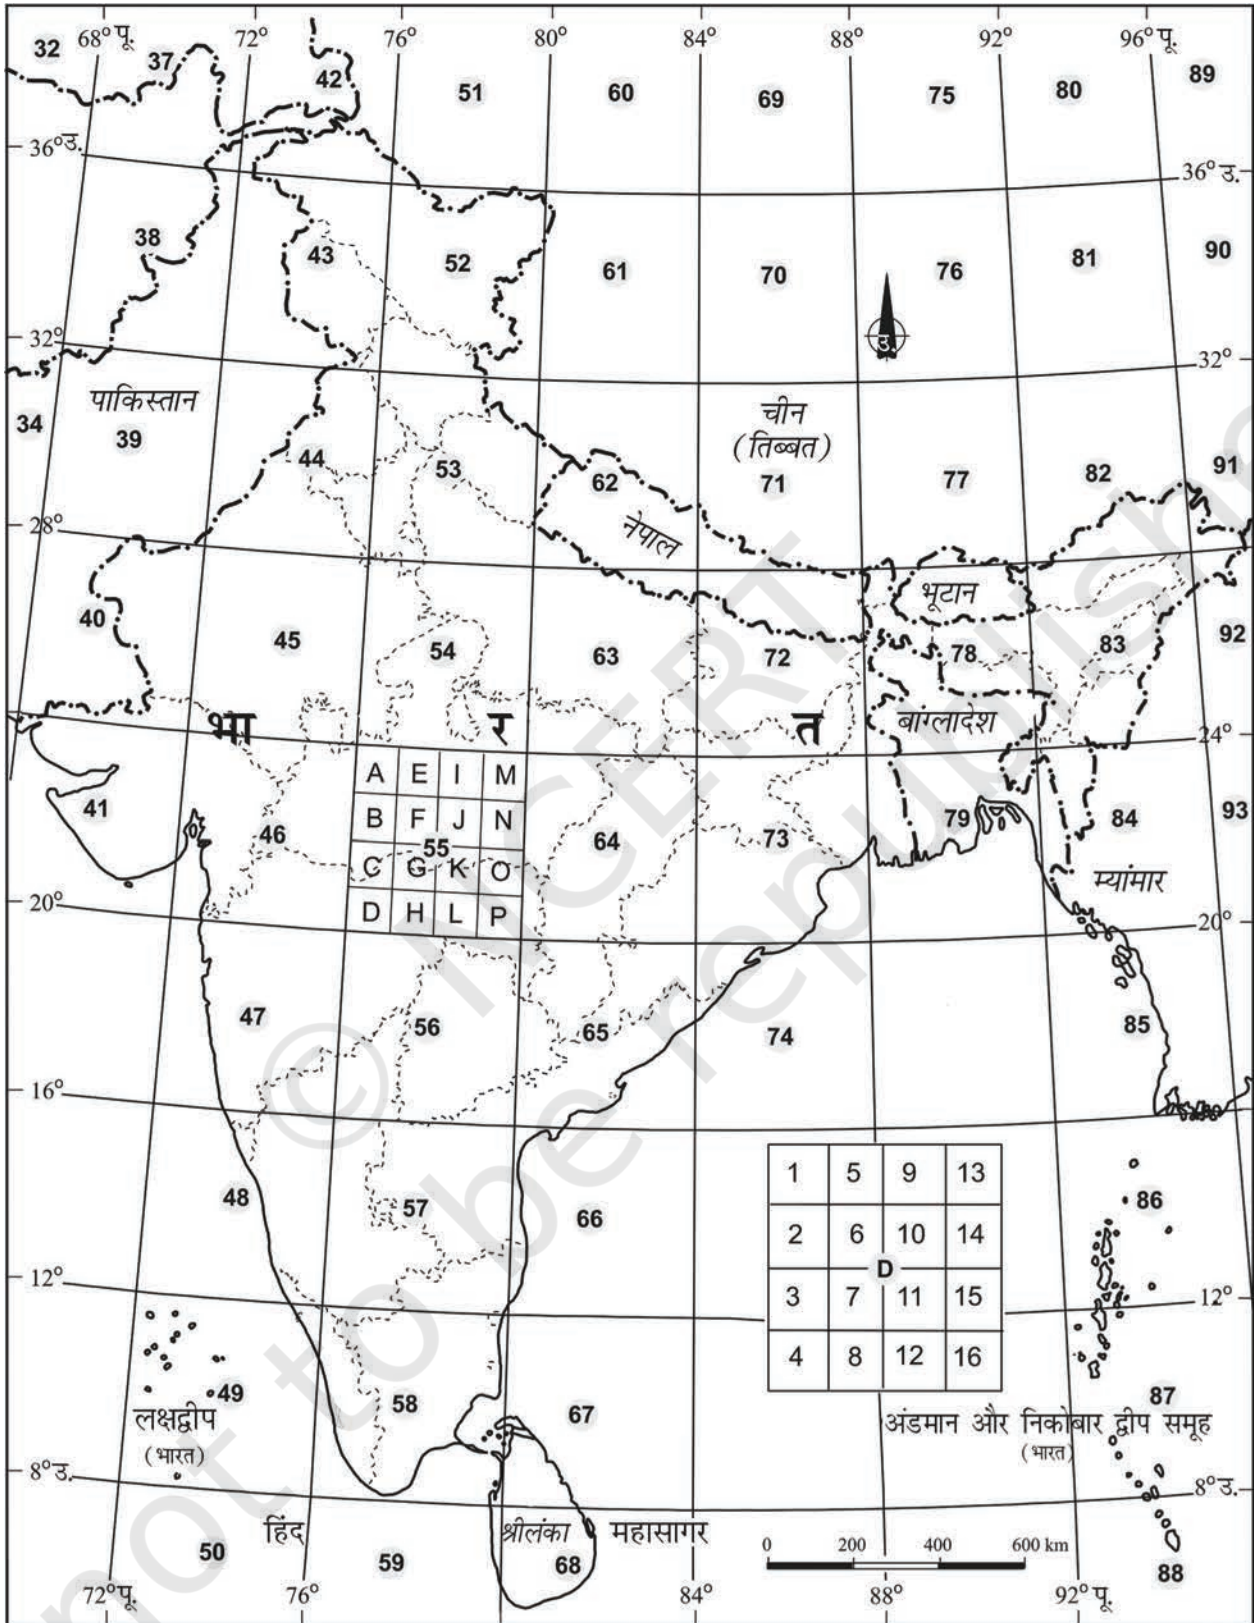 68° पू. 72° 76° 80° 84° 88° 92° 96° पू.
32 37 42 51 60 69 75 80 89
36° उ. 36° उ.
38 43 52 61 70 76 81 90
उ.
32° 32°
पाकिस्तान
चीन
(तिब्बत)
34 39 44 53 62 71 77 82 91
नेपाल
28°
भूटान
40 45 54 63 72 78 83 92
भा र त
बांग्लादेश
24°
A E I M
B F J N
55
C G K O
D H L P
41 46 64 73 79 84 93
म्यांमार
20° 20°
47 56 65 74 85
16°
48 57 66 86
1 5 9 13
2 6 10 14
D
3 7 11 15
4 8 12 16
12° 12°
49 58 67 87
लक्षद्वीप
(भारत)
अंडमान और निकोबार द्वीप समूह
(भारत)
8° उ. 8° उ.
हिंद श्रीलंका महासागर
50 59 68 88
0 200 400 600 km
72° पू. 76° 84° 88° 92° पू.
© NCERT
not to be republished